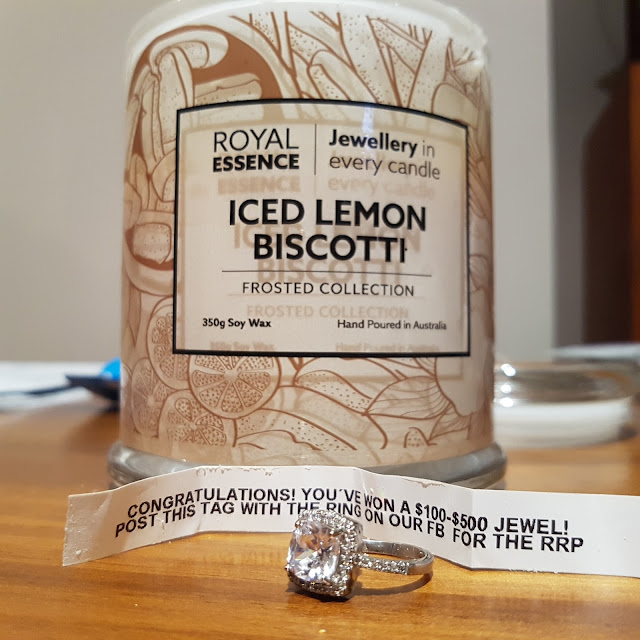 ROYAL ESSENCE
Jewellery in every candle
ICED LEMON
BISCOTTI
FROSTED COLLECTION
350g Soy Wax
Hand Poured in Australia
CONGRATULATIONS! YOU´VE WON A $100-$500 JEWEL!
POST THIS TAG WITH THE RING ON OUR FB FOR THE RRP